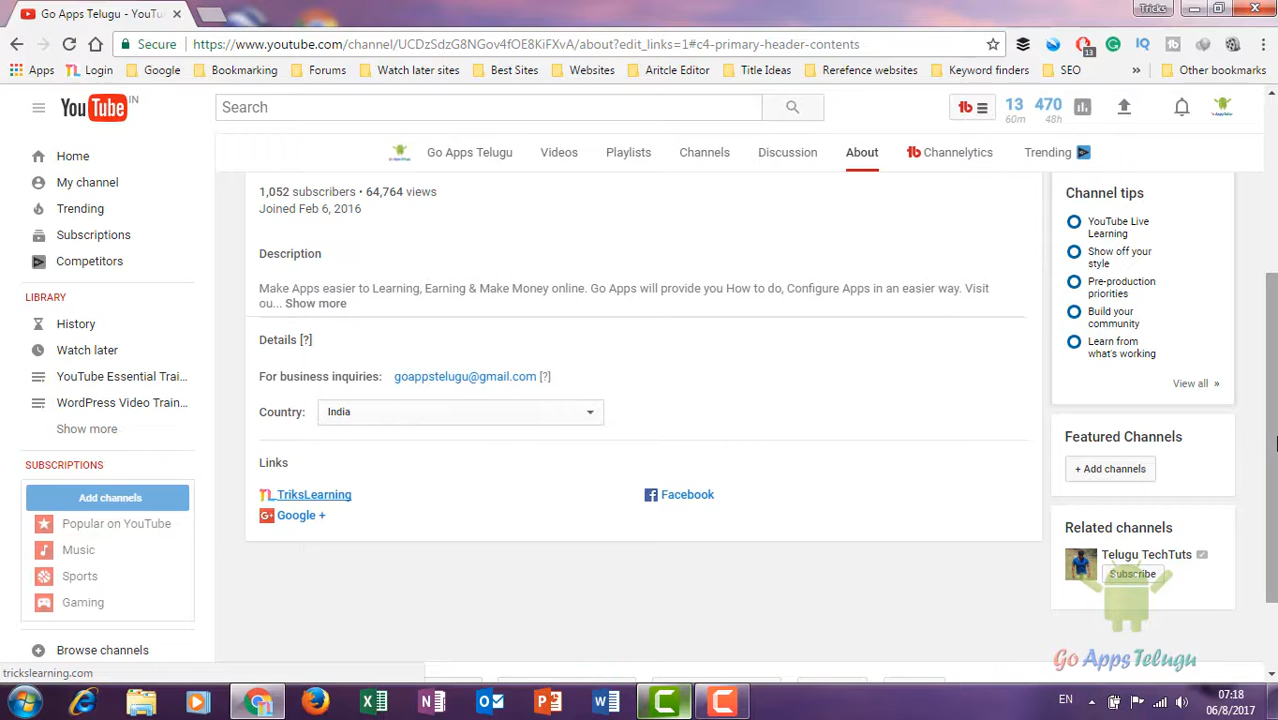 Go Apps Telugu - YouTu
Tricks
Secure
https://www.youtube.com/channel/UCDzSdzG8NGov4fOE8KiFXvA/about?edit_links=1#c4-primary-header-contents
13
Apps
Login
Google
Bookmarking
Forums
Watch later sites
Best Sites
Websites
Aritcle Editor
Title Ideas
Rerefence websites
Keyword finders
SEO
»
Other bookmarks
YouTube IN
Search
13
60m
470
48h
Go Apps Telugu
Videos
Playlists
Channels
Discussion
About
Channelytics
Trending
Home
My channel
Trending
Subscriptions
Competitors
LIBRARY
History
Watch later
YouTube Essential Trai...
WordPress Video Train...
Show more
SUBSCRIPTIONS
Add channels
Popular on YouTube
Music
Sports
Gaming
Browse channels
1,052 subscribers • 64,764 views
Joined Feb 6, 2016
Description
Make Apps easier to Learning, Earning & Make Money online. Go Apps will provide you How to do, Configure Apps in an easier way. Visit
ou... Show more
Details [?]
For business inquiries: goappstelugu@gmail.com [?]
Country: India
Links
TL TriksLearning
Facebook
G+ Google +
Channel tips
YouTube Live
Learning
Show off your
style
Pre-production
priorities
Build your
community
Learn from
what's working
View all »
Featured Channels
+ Add channels
Related channels
Telugu TechTuts
Subscribe
Go AppsTelugu
trickslearning.com
EN
07:18
06/8/2017